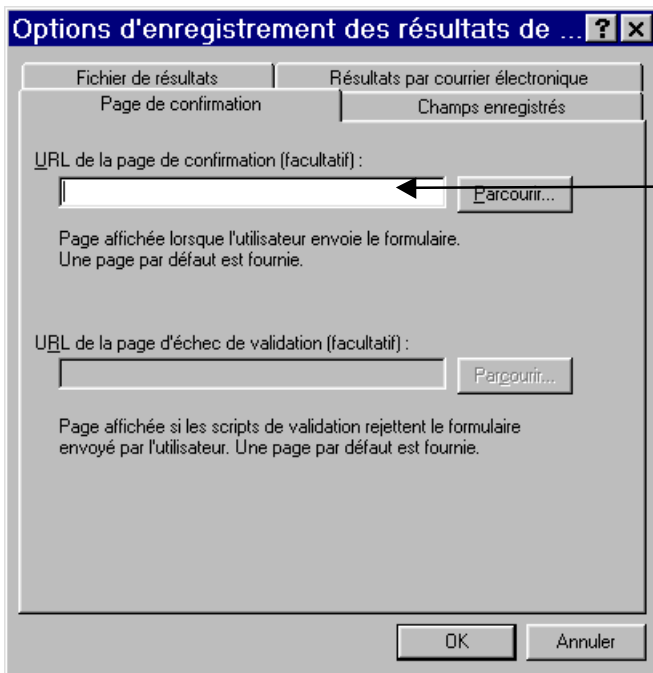 Options d'enregistrement des résultats de ... ? ×
Fichier de résultats Résultats par courrier électronique
Page de confirmation Champs enregistrés
URL de la page de confirmation (facultatif) :
Parcourir...
Page affichée lorsque l'utilisateur envoie le formulaire.
Une page par défaut est fournie.
URL de la page d'échec de validation (facultatif) :
Parcourir...
Page affichée si les scripts de validation rejettent le formulaire
envoyé par l'utilisateur. Une page par défaut est fournie.
OK Annuler